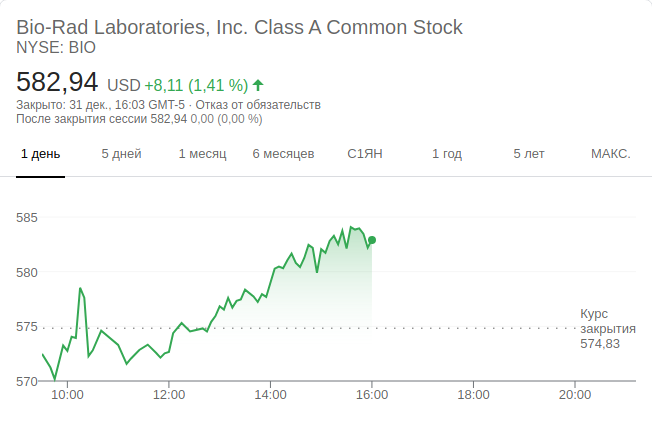 Bio-Rad Laboratories, Inc. Class A Common Stock
NYSE: BIO
582,94 USD +8,11 (1,41 %)
Закрыто: 31 дек., 16:03 GMT-5 · Отказ от обязательств
После закрытия сессии 582,94 0,00 (0,00 %)
1 день 5 дней 1 месяц 6 месяцев С1ЯН 1 год 5 лет МАКС.
585
580
575
570
Курс
закрытия
574,83
10:00 12:00 14:00 16:00 18:00 20:00